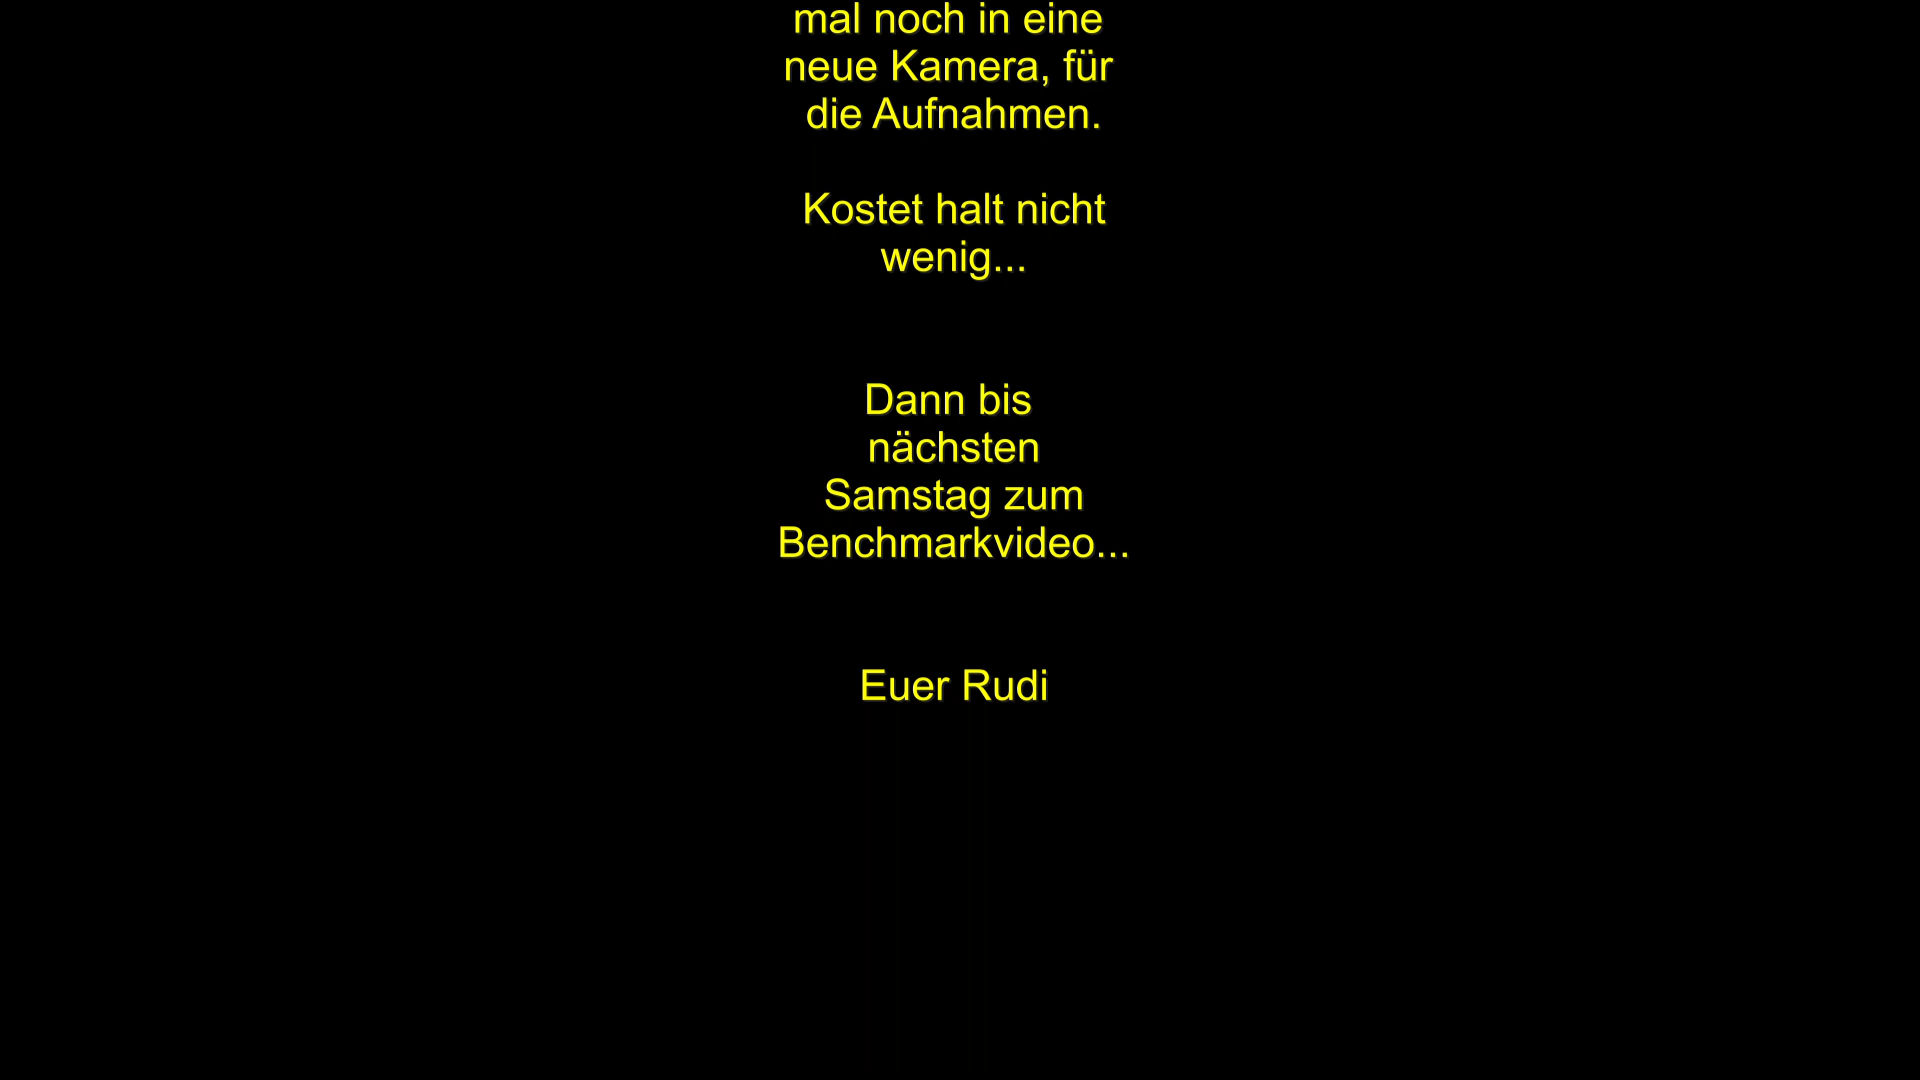 mal noch in eine
neue Kamera, für
die Aufnahmen.
Kostet halt nicht
wenig...
Dann bis
nächsten
Samstag zum
Benchmarkvideo...
Euer Rudi